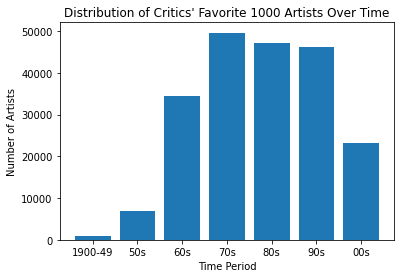 Distribution of Critics' Favorite 1000 Artists Over Time
Number of Artists
50000
40000
30000
20000
10000
0
1900-49 50s 60s 70s 80s 90s 00s
Time Period